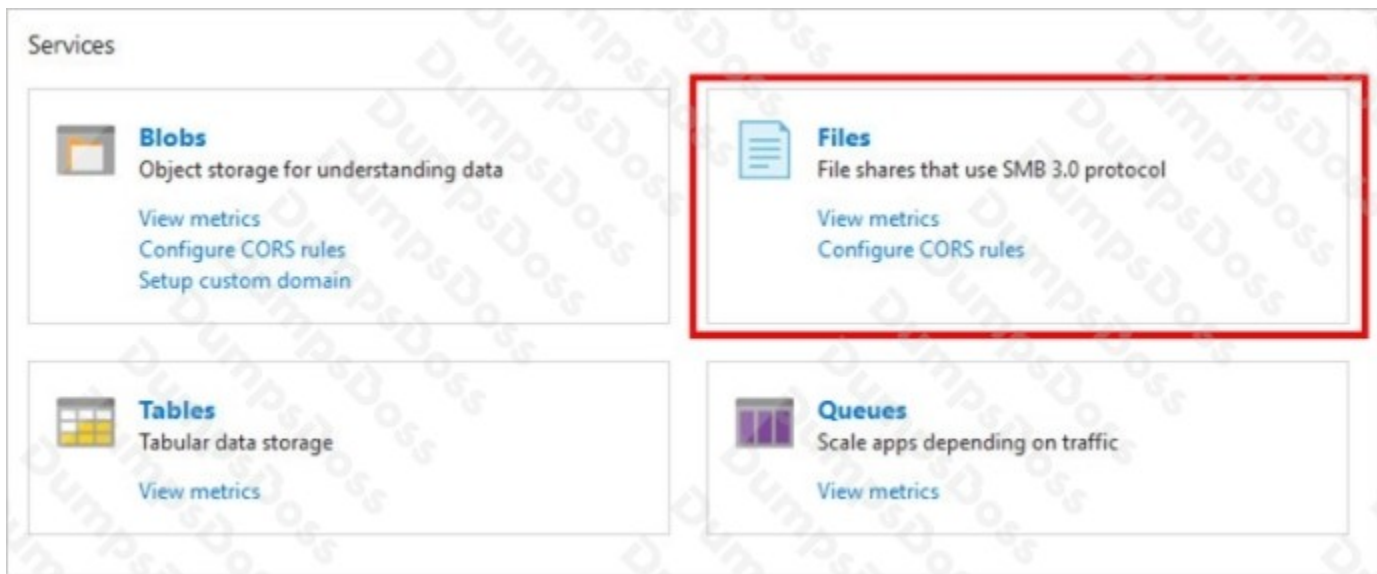 Services
Blobs
Object storage for understanding data
View metrics
Configure CORS rules
Setup custom domain
Files
File shares that use SMB 3.0 protocol
View metrics
Configure CORS rules
Tables
Tabular data storage
View metrics
Queues
Scale apps depending on traffic
View metrics
DumpsDoss